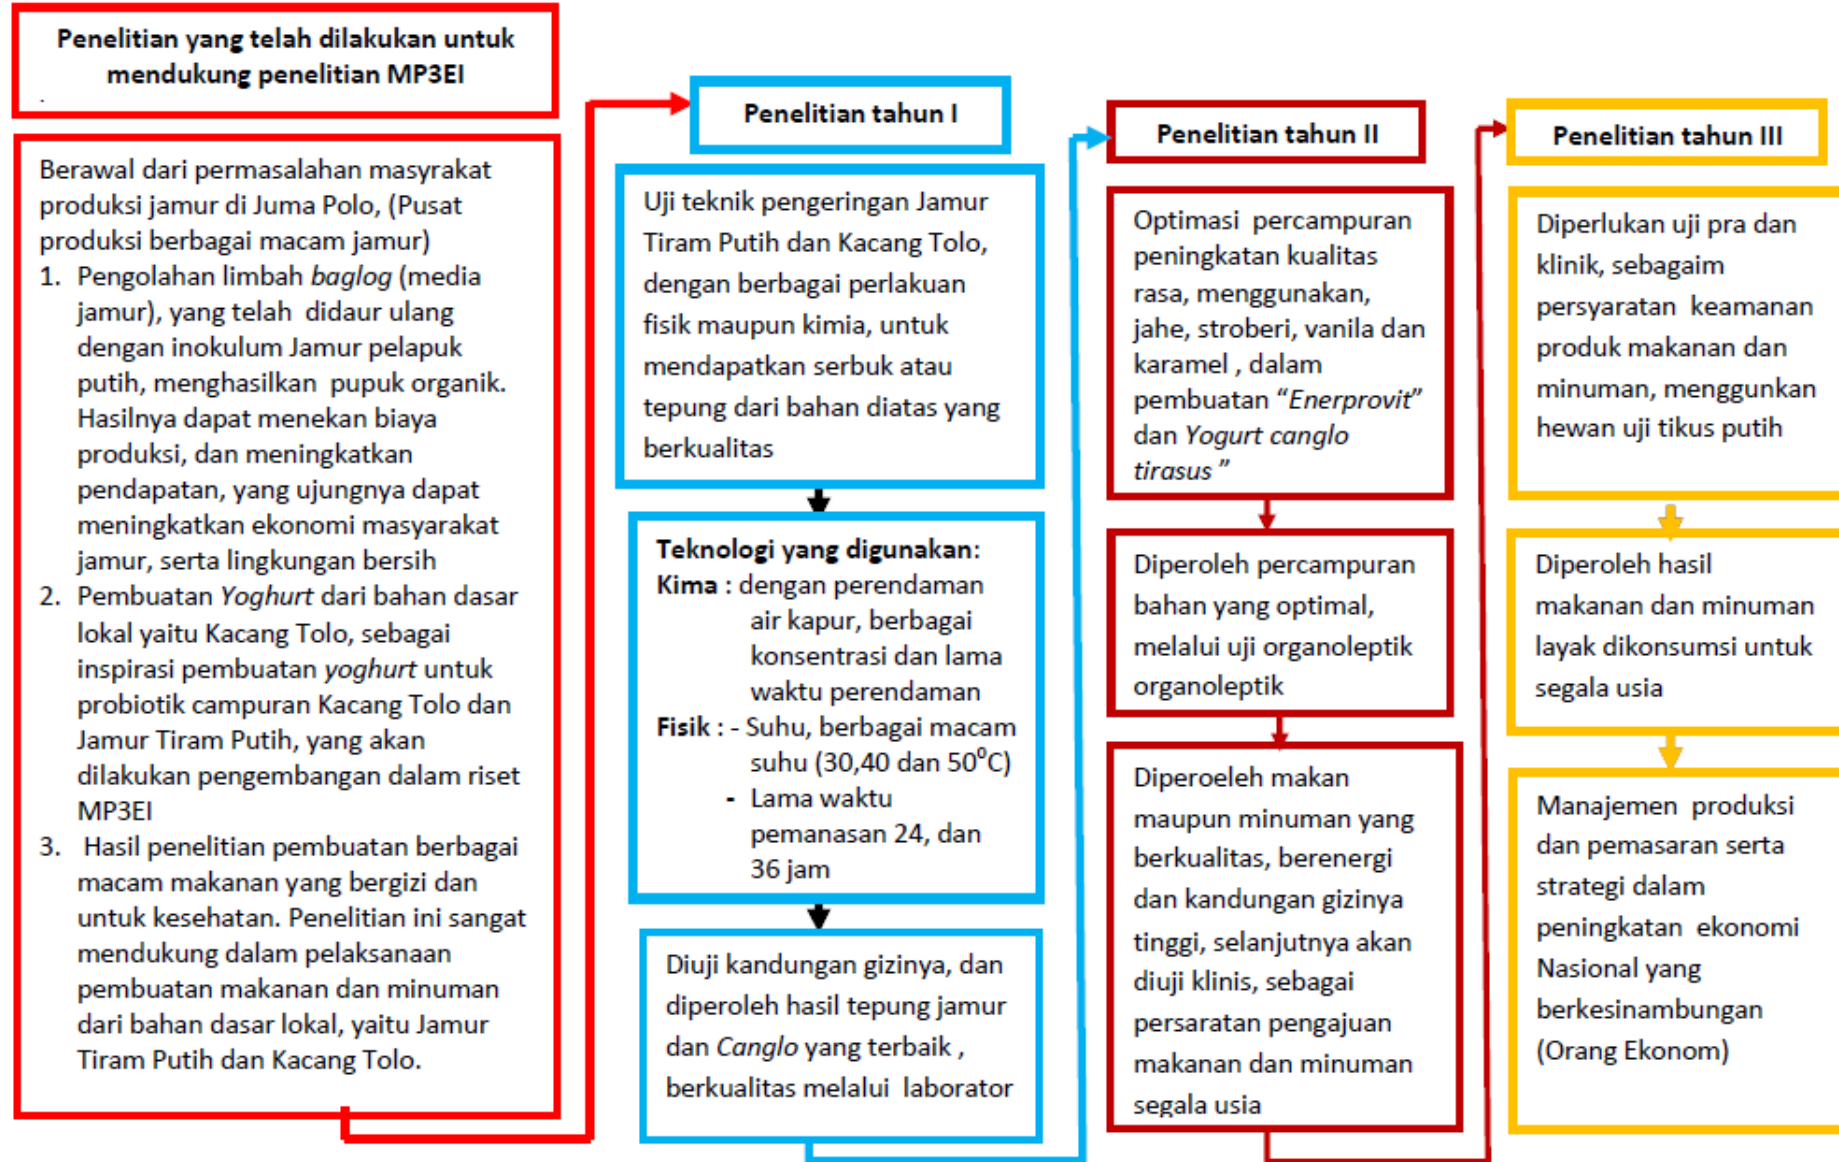 Penelitian yang telah dilakukan untuk
mendukung penelitian MP3EI
.
Berawal dari permasalahan masyrakat
produksi jamur di Juma Polo, (Pusat
produksi berbagai macam jamur)
1. Pengolahan limbah baglog (media
jamur), yang telah didaur ulang
dengan inokulum Jamur pelapuk
putih, menghasilkan pupuk organik.
Hasilnya dapat menekan biaya
produksi, dan meningkatkan
pendapatan, yang ujungnya dapat
meningkatkan ekonomi masyarakat
jamur, serta lingkungan bersih
2. Pembuatan Yoghurt dari bahan dasar
lokal yaitu Kacang Tolo, sebagai
inspirasi pembuatan yoghurt untuk
probiotik campuran Kacang Tolo dan
Jamur Tiram Putih, yang akan
dilakukan pengembangan dalam riset
MP3EI
3. Hasil penelitian pembuatan berbagai
macam makanan yang bergizi dan
untuk kesehatan. Penelitian ini sangat
mendukung dalam pelaksanaan
pembuatan makanan dan minuman
dari bahan dasar lokal, yaitu Jamur
Tiram Putih dan Kacang Tolo.
Penelitian tahun I
Uji teknik pengeringan Jamur
Tiram Putih dan Kacang Tolo,
dengan berbagai perlakuan
fisik maupun kimia, untuk
mendapatkan serbuk atau
tepung dari bahan diatas yang
berkualitas
Teknologi yang digunakan:
Kima : dengan perendaman
air kapur, berbagai
konsentrasi dan lama
waktu perendaman
Fisik : - Suhu, berbagai macam
suhu (30,40 dan 50⁰C)
- Lama waktu
pemanasan 24, dan
36 jam
Diuji kandungan gizinya, dan
diperoleh hasil tepung jamur
dan Canglo yang terbaik ,
berkualitas melalui laborator
Penelitian tahun II
Optimasi percampuran
peningkatan kualitas
rasa, menggunakan,
jahe, stroberi, vanila dan
karamel , dalam
pembuatan “Enerprovit”
dan Yogurt canglo
tirasus ”
Diperoleh percampuran
bahan yang optimal,
melalui uji organoleptik
organoleptik
Diperoeleh makan
maupun minuman yang
berkualitas, berenergi
dan kandungan gizinya
tinggi, selanjutnya akan
diuji klinis, sebagai
persaratan pengajuan
makanan dan minuman
segala usia
Penelitian tahun III
Diperlukan uji pra dan
klinik, sebagaim
persyaratan keamanan
produk makanan dan
minuman, menggunkan
hewan uji tikus putih
Diperoleh hasil
makanan dan minuman
layak dikonsumsi untuk
segala usia
Manajemen produksi
dan pemasaran serta
strategi dalam
peningkatan ekonomi
Nasional yang
berkesinambungan
(Orang Ekonom)